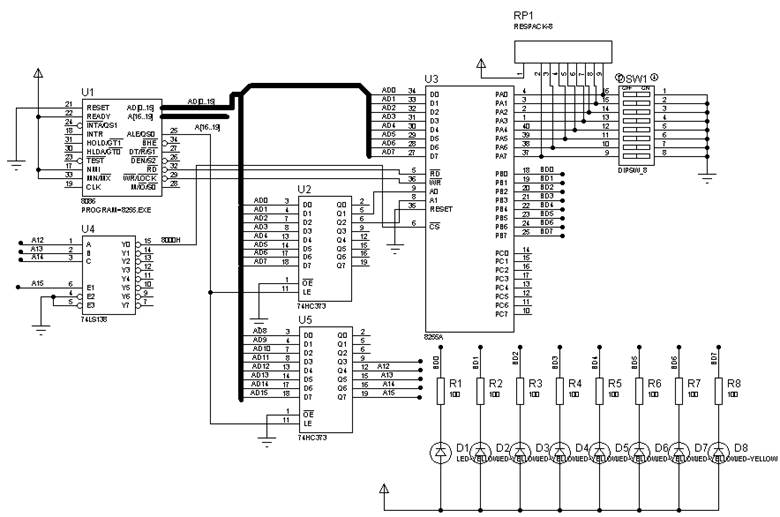 RP1
RESPACK-8
1
2 3 4 5 6 7 8 9
U1
21 RESET AD[0..15] AD[0..15]
22 READY A[16..19]
24 INTA/QS1 A[16..19]
18 INTR ALE/QS0 25
31 HOLD/GT1 BHE 34
30 HLDA/GT0 DT/R/S1 27
23 TEST DEN/S2 26
17 NMI RD 32
33 MN/MX WR/LOCK 29
19 CLK M/IO/S0 28
8086
PROGRAM=8255.EXE
U3
AD0 34 D0 PA0 4
AD1 33 D1 PA1 3
AD2 32 D2 PA2 2
AD3 31 D3 PA3 1
AD4 30 D4 PA4 40
AD5 29 D5 PA5 39
AD6 28 D6 PA6 38
AD7 27 D7 PA7 37
5 RD PB0 18 BD0
36 WR PB1 19 BD1
9 A0 PB2 20 BD2
8 A1 PB3 21 BD3
35 RESET PB4 22 BD4
PB5 23 BD5
6 CS PB6 24 BD6
PB7 25 BD7
PC0 14
PC1 15
PC2 16
PC3 17
PC4 13
PC5 12
PC6 11
PC7 10
8255A
DSW1
OFF ON
16 1
15 2
14 3
13 4
12 5
11 6
10 7
9 8
DIPSW_8
U4
A12 1 A Y0 15 8000H
A13 2 B Y1 14
A14 3 C Y2 13
Y3 12
Y4 11
A15 6 E1 Y5 10
4 E2 Y6 9
5 E3 Y7 7
74LS138
U2
AD0 3 D0 Q0 2
AD1 4 D1 Q1 5
AD2 7 D2 Q2 6
AD3 8 D3 Q3 9
AD4 13 D4 Q4 12
AD5 14 D5 Q5 15
AD6 17 D6 Q6 16
AD7 18 D7 Q7 19
1 OE
11 LE
74HC373
U5
AD8 3 D0 Q0 2
AD9 4 D1 Q1 5
AD10 7 D2 Q2 6
AD11 8 D3 Q3 9
AD12 13 D4 Q4 12 A12
AD13 14 D5 Q5 15 A13
AD14 17 D6 Q6 16 A14
AD15 18 D7 Q7 19 A15
1 OE
11 LE
74HC373
BD0 BD1 BD2 BD3 BD4 BD5 BD6 BD7
R1 R2 R3 R4 R5 R6 R7 R8
100 100 100 100 100 100 100 100
D1 D2 D3 D4 D5 D6 D7 D8
LED-YELLOW LED-YELLOW LED-YELLOW LED-YELLOW LED-YELLOW LED-YELLOW LED-YELLOW LED-YELLOW